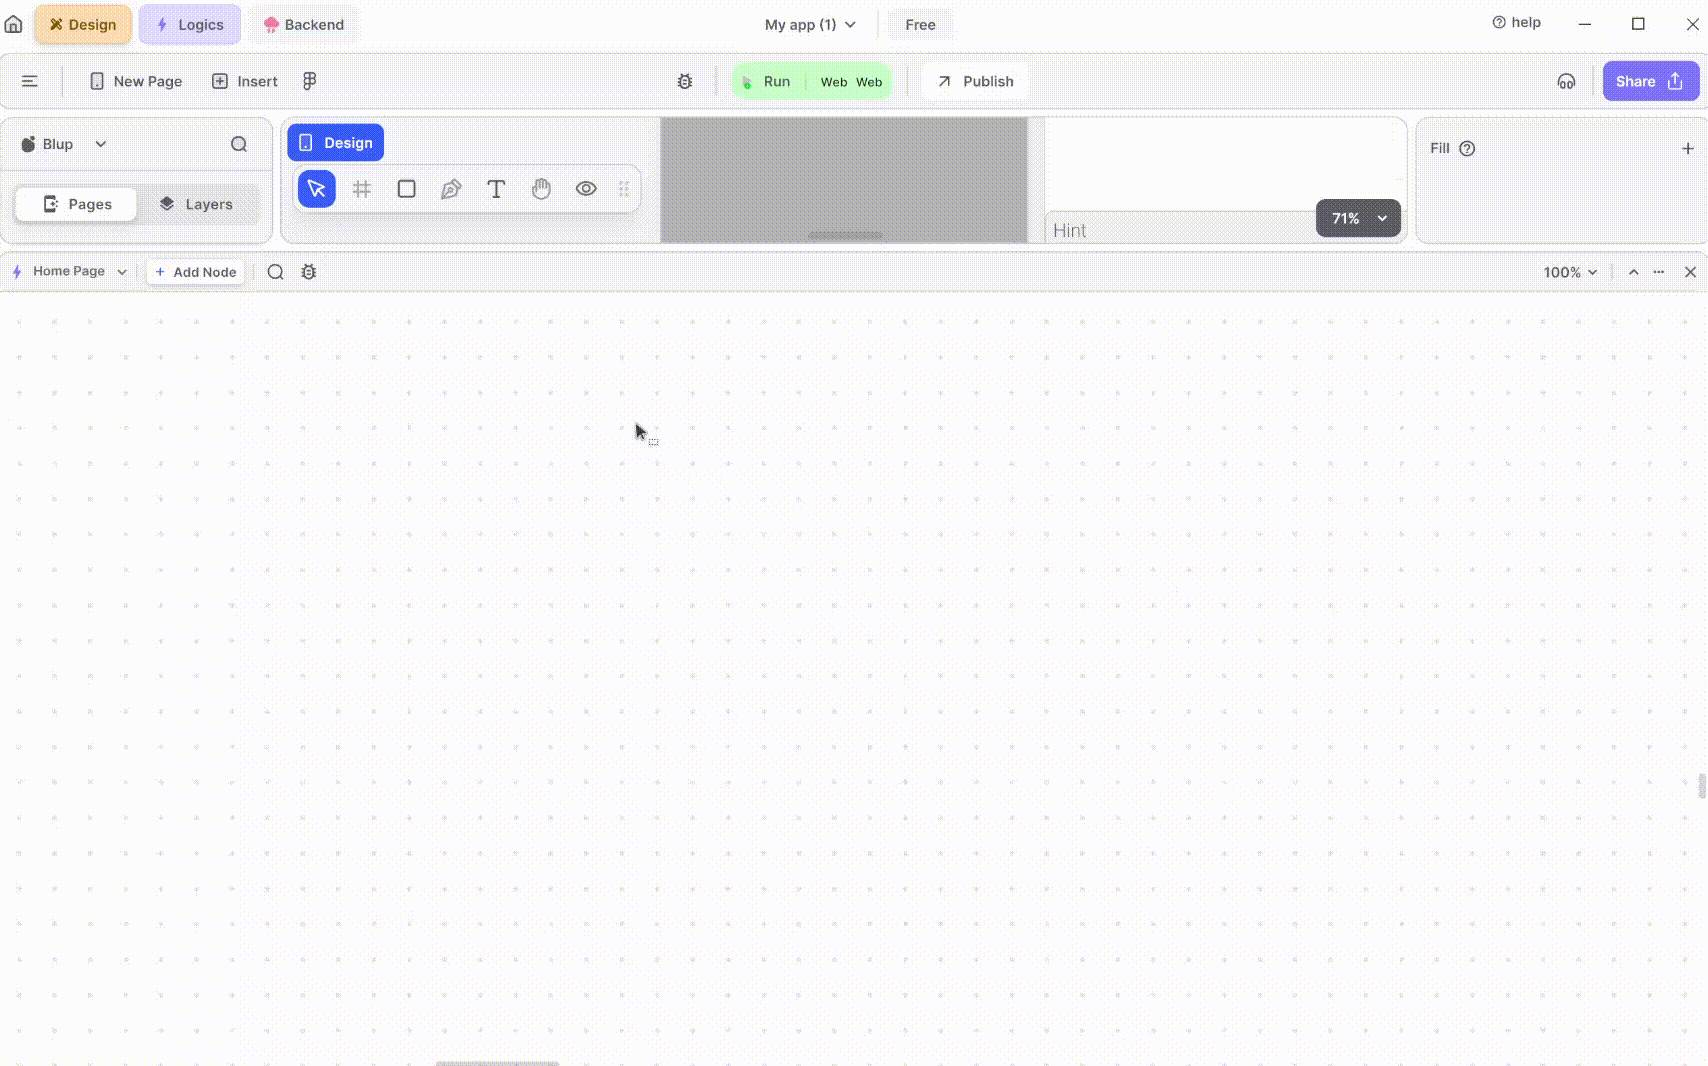 Design
Logics
Backend
My app (1)
Free
help
New Page
Insert
Run
Web Web
Publish
Share
Blup
Design
Fill
Pages
Layers
T
71%
Hint
Home Page
+ Add Node
100%